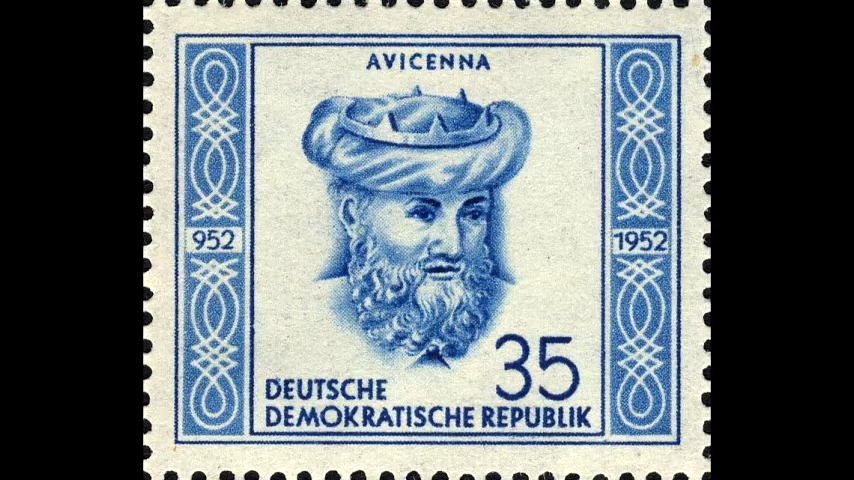 AVICENNA
952
1952
35
DEUTSCHE
DEMOKRATISCHE REPUBLIK